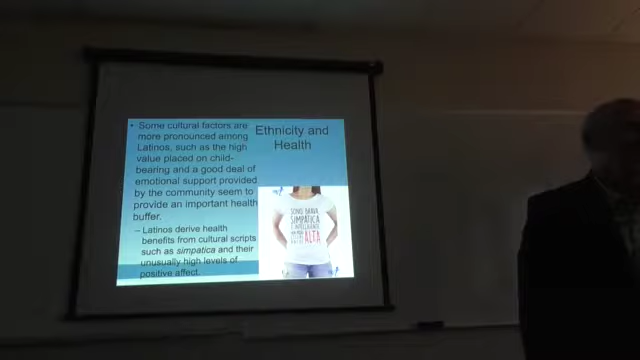 Ethnicity and
Health
• Some cultural factors are
more pronounced among
Latinos, such as the high
value placed on child-
bearing and a good deal of
emotional support provided
by the community seem to
provide an important health
buffer.
– Latinos derive health
benefits from cultural scripts
such as simpatica and their
unusually high levels of
positive affect.
SONO BRAVA
SIMPATICA
E INTELLIGENTE
ALTA